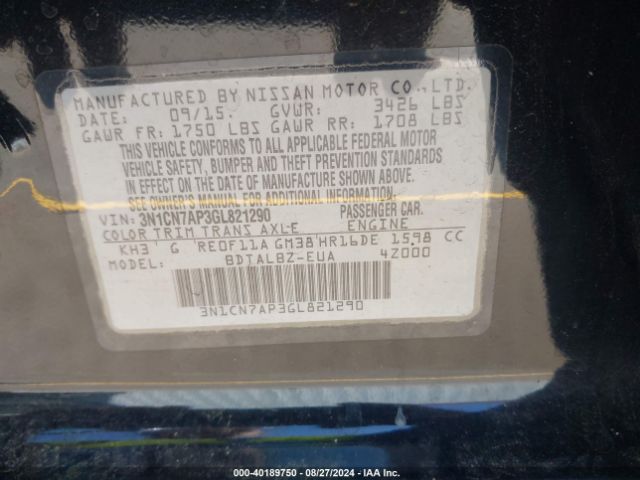 MANUFACTURED BY NISSAN MOTOR CO.,LTD.
DATE: 09/15 GVWR: 3426 LBS
GAWR FR: 1750 LBS GAWR RR: 1708 LBS
THIS VEHICLE CONFORMS TO ALL APPLICABLE FEDERAL MOTOR
VEHICLE SAFETY, BUMPER AND THEFT PREVENTION STANDARDS
IN EFFECT ON THE DATE OF MANUFACTURE SHOWN ABOVE.
SEE OWNER'S MANUAL FOR MORE INFORMATION.
VIN: 3N1CN7AP3GL821290 PASSENGER CAR
COLOR TRIM TRANS AXLE ENGINE
KH3 G RE0F11A GM38 HR16DE 1598 CC
MODEL: BDTALBZ-EUA 4Z000
3N1CN7AP3GL821290
000-40189750 | 08/27/2024 | IAA Inc.